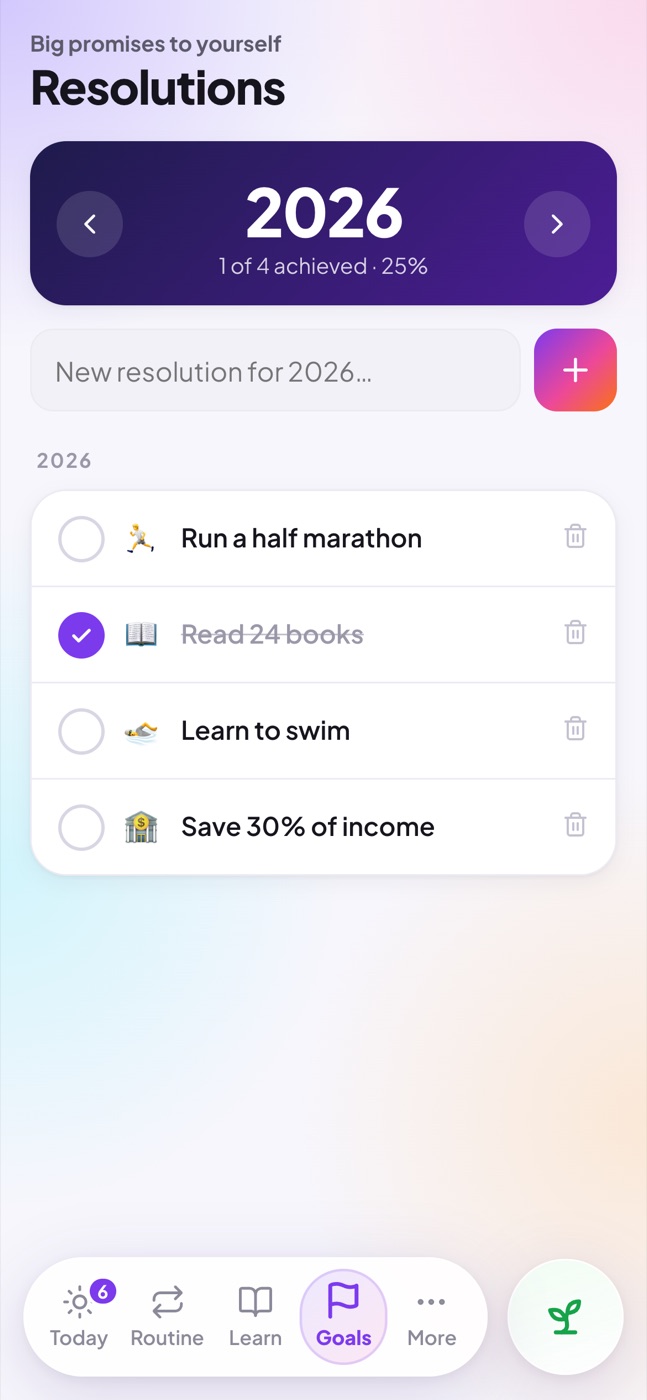 Big promises to yourself
Resolutions
2026
1 of 4 achieved · 25%
New resolution for 2026...
2026
Run a half marathon
Read 24 books
Learn to swim
Save 30% of income
6
Today Routine Learn Goals More